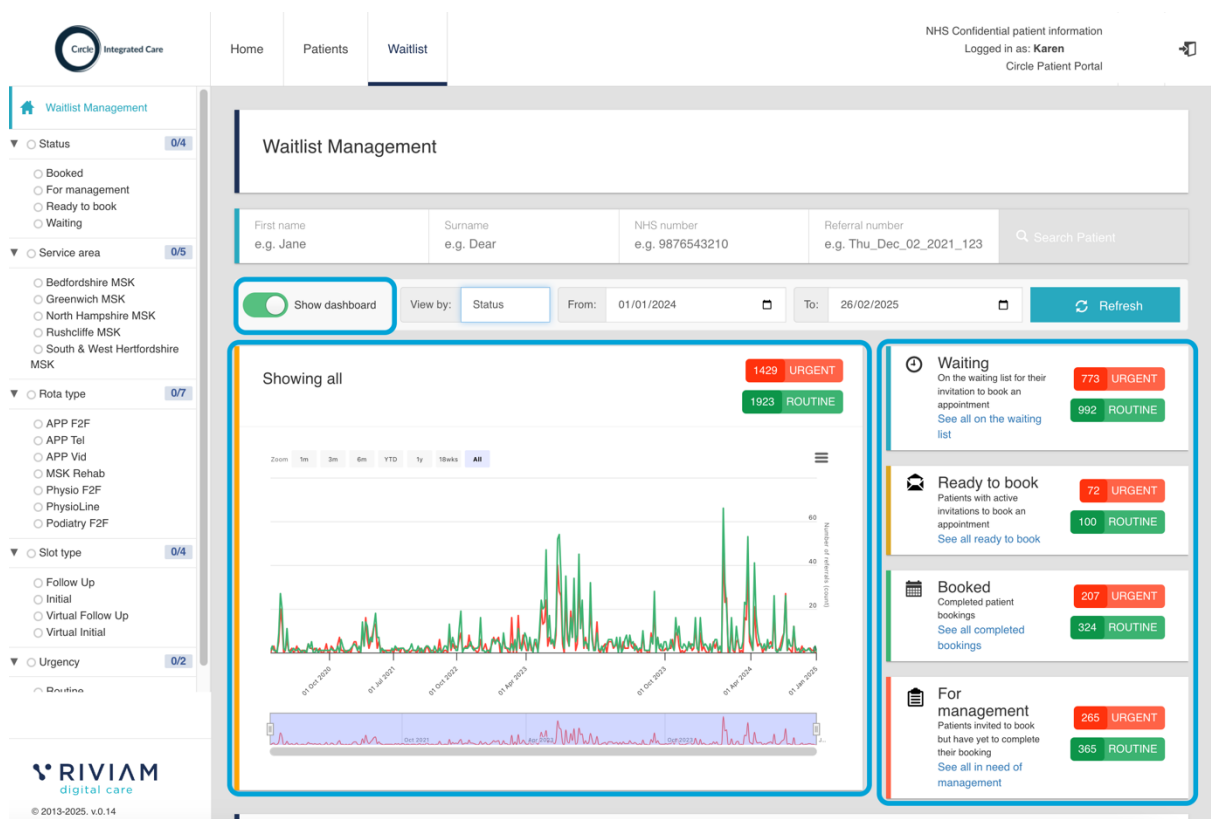 Circle Integrated Care
Home
Patients
Waitlist
NHS Confidential patient information
Logged in as: Karen
Circle Patient Portal
Waitlist Management
Status 0/4
Booked
For management
Ready to book
Waiting
Service area 0/5
Bedfordshire MSK
Greenwich MSK
North Hampshire MSK
Rushcliffe MSK
South & West Hertfordshire
MSK
Rota type 0/7
APP F2F
APP Tel
APP Vid
MSK Rehab
Physio F2F
PhysioLine
Podiatry F2F
Slot type 0/4
Follow Up
Initial
Virtual Follow Up
Virtual Initial
Urgency 0/2
Routine
RIVIAM
digital care
© 2013-2025. v.0.14
Waitlist Management
First name
e.g. Jane
Surname
e.g. Dear
NHS number
e.g. 9876543210
Referral number
e.g. Thu_Dec_02_2021_123
Search Patient
Show dashboard
View by: Status
From: 01/01/2024
To: 26/02/2025
Refresh
Showing all
1429 URGENT
1923 ROUTINE
Zoom 1m 3m 6m YTD 1y 18wks All
60
40
20
Number of referrals (count)
01 Oct 2020
01 Jul 2021
01 Oct 2022
01 Apr 2023
01 Oct 2023
01 Apr 2024
01 Jan 2025
Oct 2021
Apr 2023
Oct 2023
J…
Waiting
On the waiting list for their
invitation to book an
appointment
See all on the waiting
list
773 URGENT
992 ROUTINE
Ready to book
Patients with active
invitations to book an
appointment
See all ready to book
72 URGENT
100 ROUTINE
Booked
Completed patient
bookings
See all completed
bookings
207 URGENT
324 ROUTINE
For
management
Patients invited to book
but have yet to complete
their booking
See all in need of
management
265 URGENT
365 ROUTINE